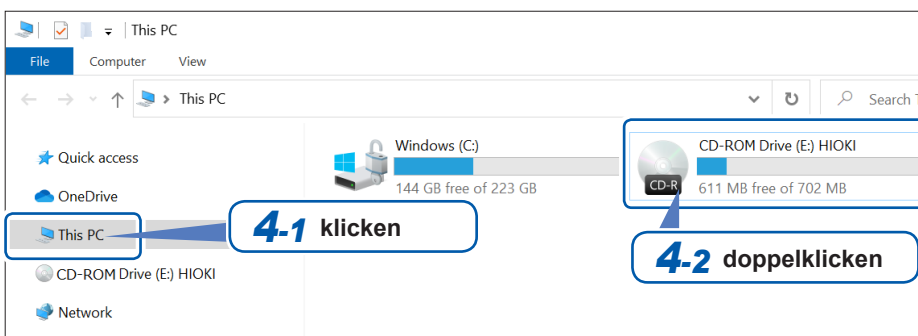 This PC
File Computer View
This PC Search T
Quick access
OneDrive
This PC
CD-ROM Drive (E:) HIOKI
Network
Windows (C:)
144 GB free of 223 GB
CD-ROM Drive (E:) HIOKI
CD-R
611 MB free of 702 MB
4-1 klicken
4-2 doppelklicken